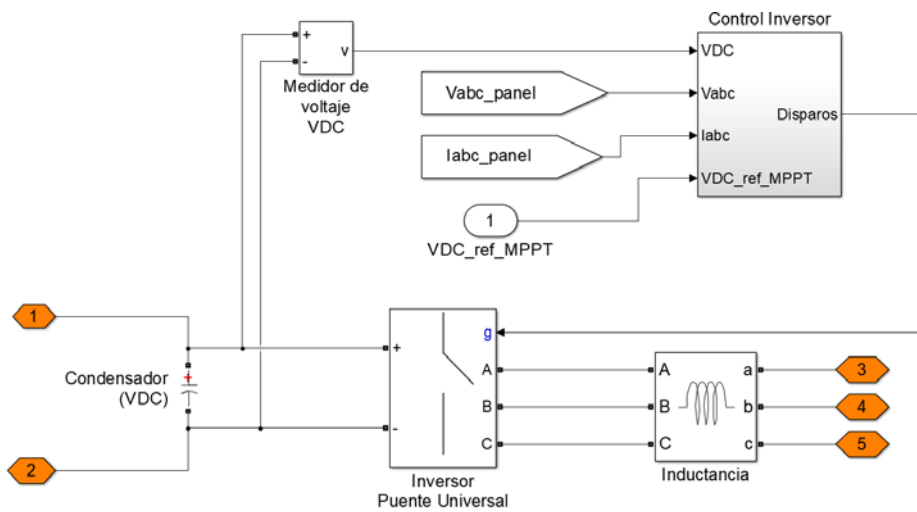 Control Inversor
+
-
v
Medidor de
voltaje
VDC
Vabc_panel
Iabc_panel
1
VDC_ref_MPPT
VDC
Vabc
Iabc
VDC_ref_MPPT
Disparos
1
2
+
Condensador
(VDC)
+
-
g
A
B
C
Inversor
Puente Universal
A
B
C
a
b
c
Inductancia
3
4
5